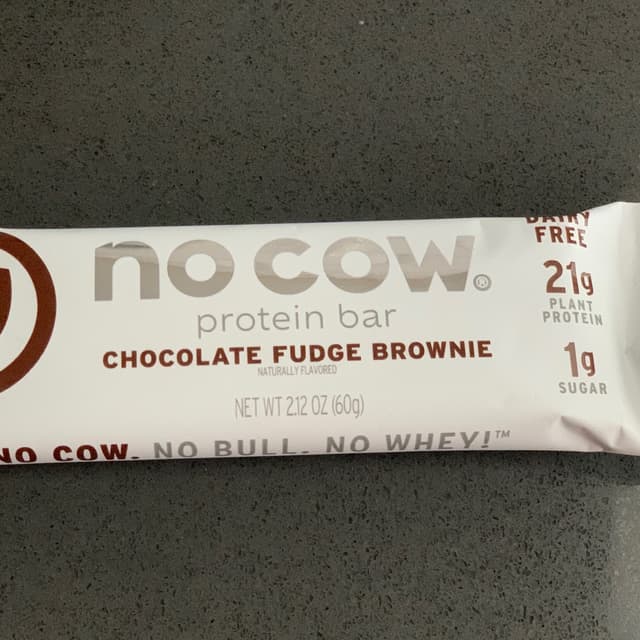 no cow.
protein bar
CHOCOLATE FUDGE BROWNIE
NATURALLY FLAVORED
NET WT 2.12 OZ (60g)
NO COW. NO BULL. NO WHEY!™
DAIRY
FREE
21g
PLANT
PROTEIN
1g
SUGAR